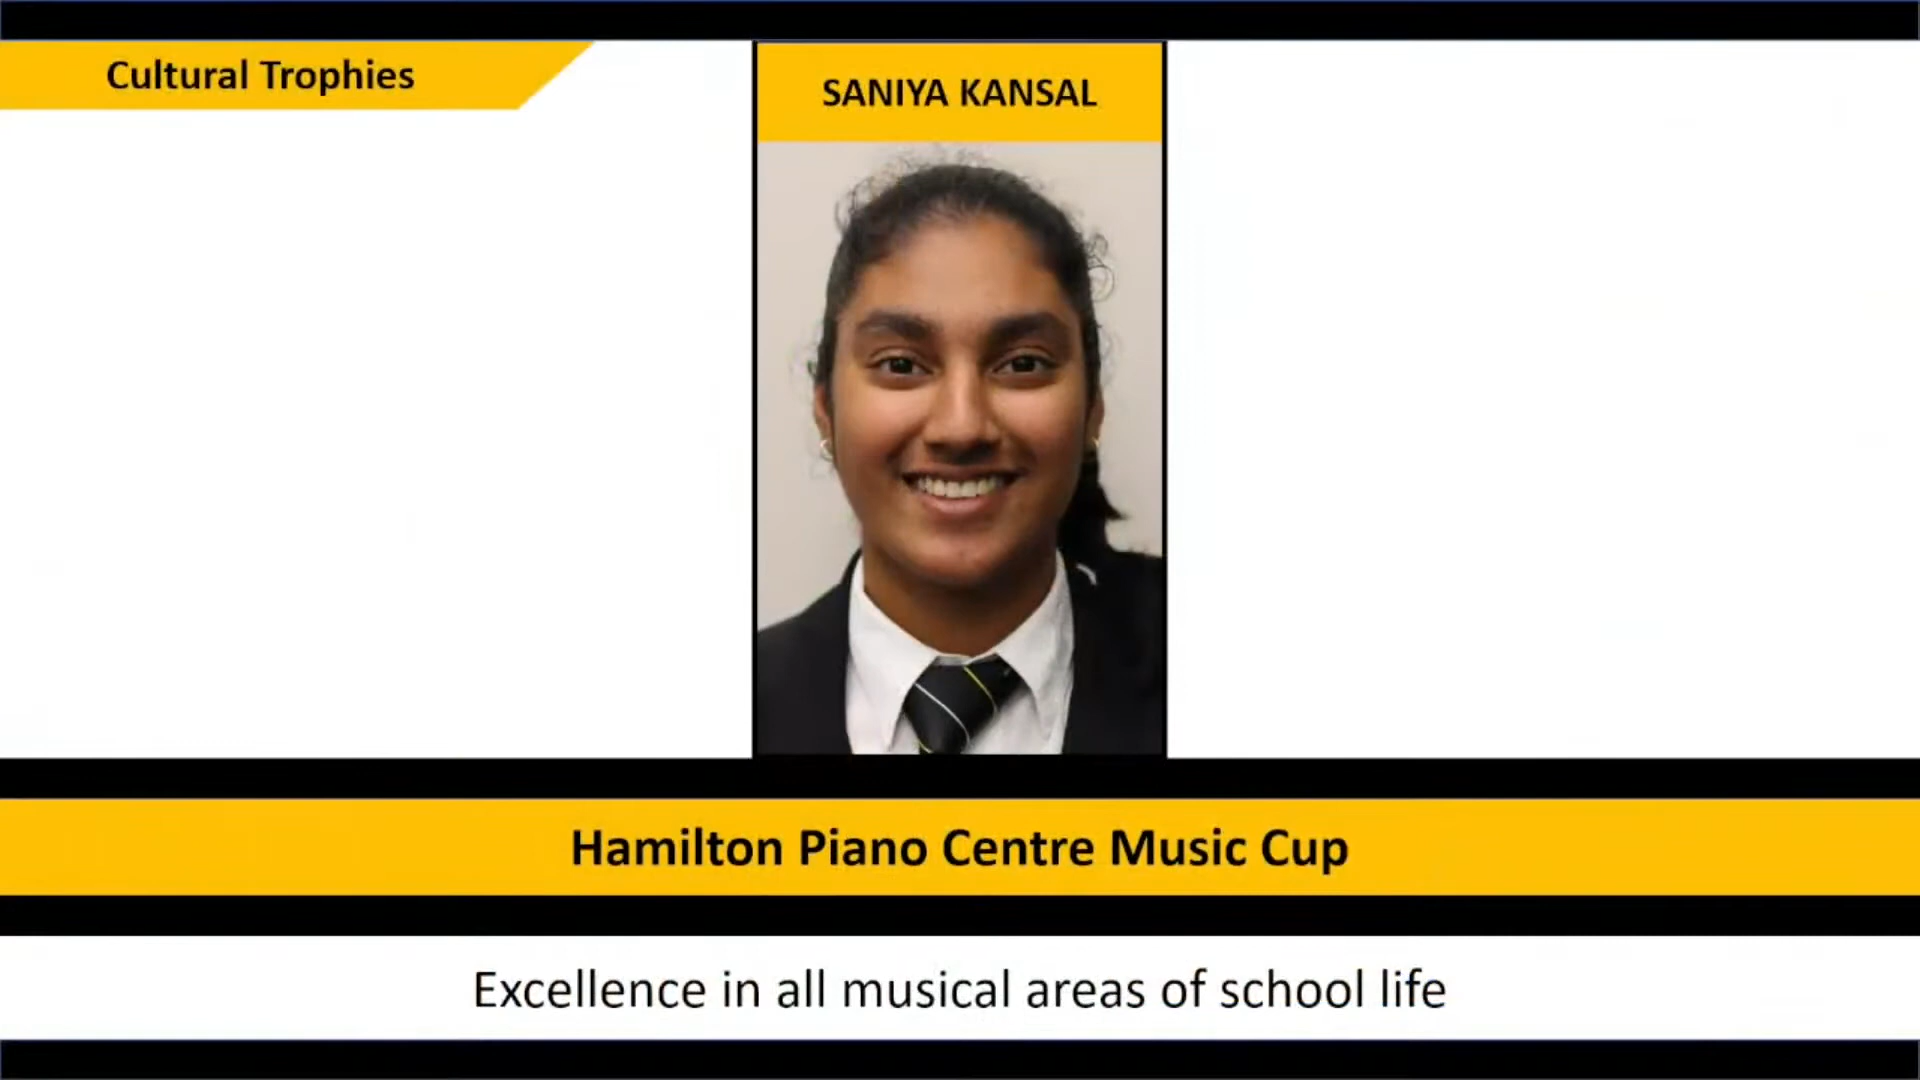 Cultural Trophies
SANIYA KANSAL
Hamilton Piano Centre Music Cup
Excellence in all musical areas of school life